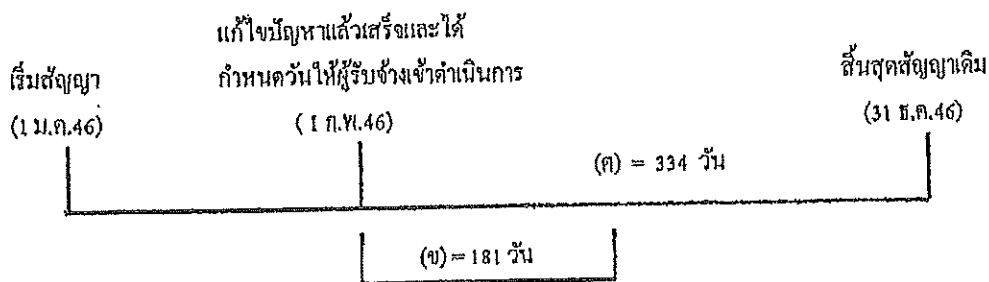 แก้ไขปัญหาแล้วเสร็จและได้
เริ่มสัญญา กำหนดวันให้ผู้รับจ้างเข้าดำเนินการ สิ้นสุดสัญญาเดิม
(1 ม.ค.46) ( 1 ก.พ.46) (31 ธ.ค.46)
(ค) = 334 วัน
(ข) = 181 วัน